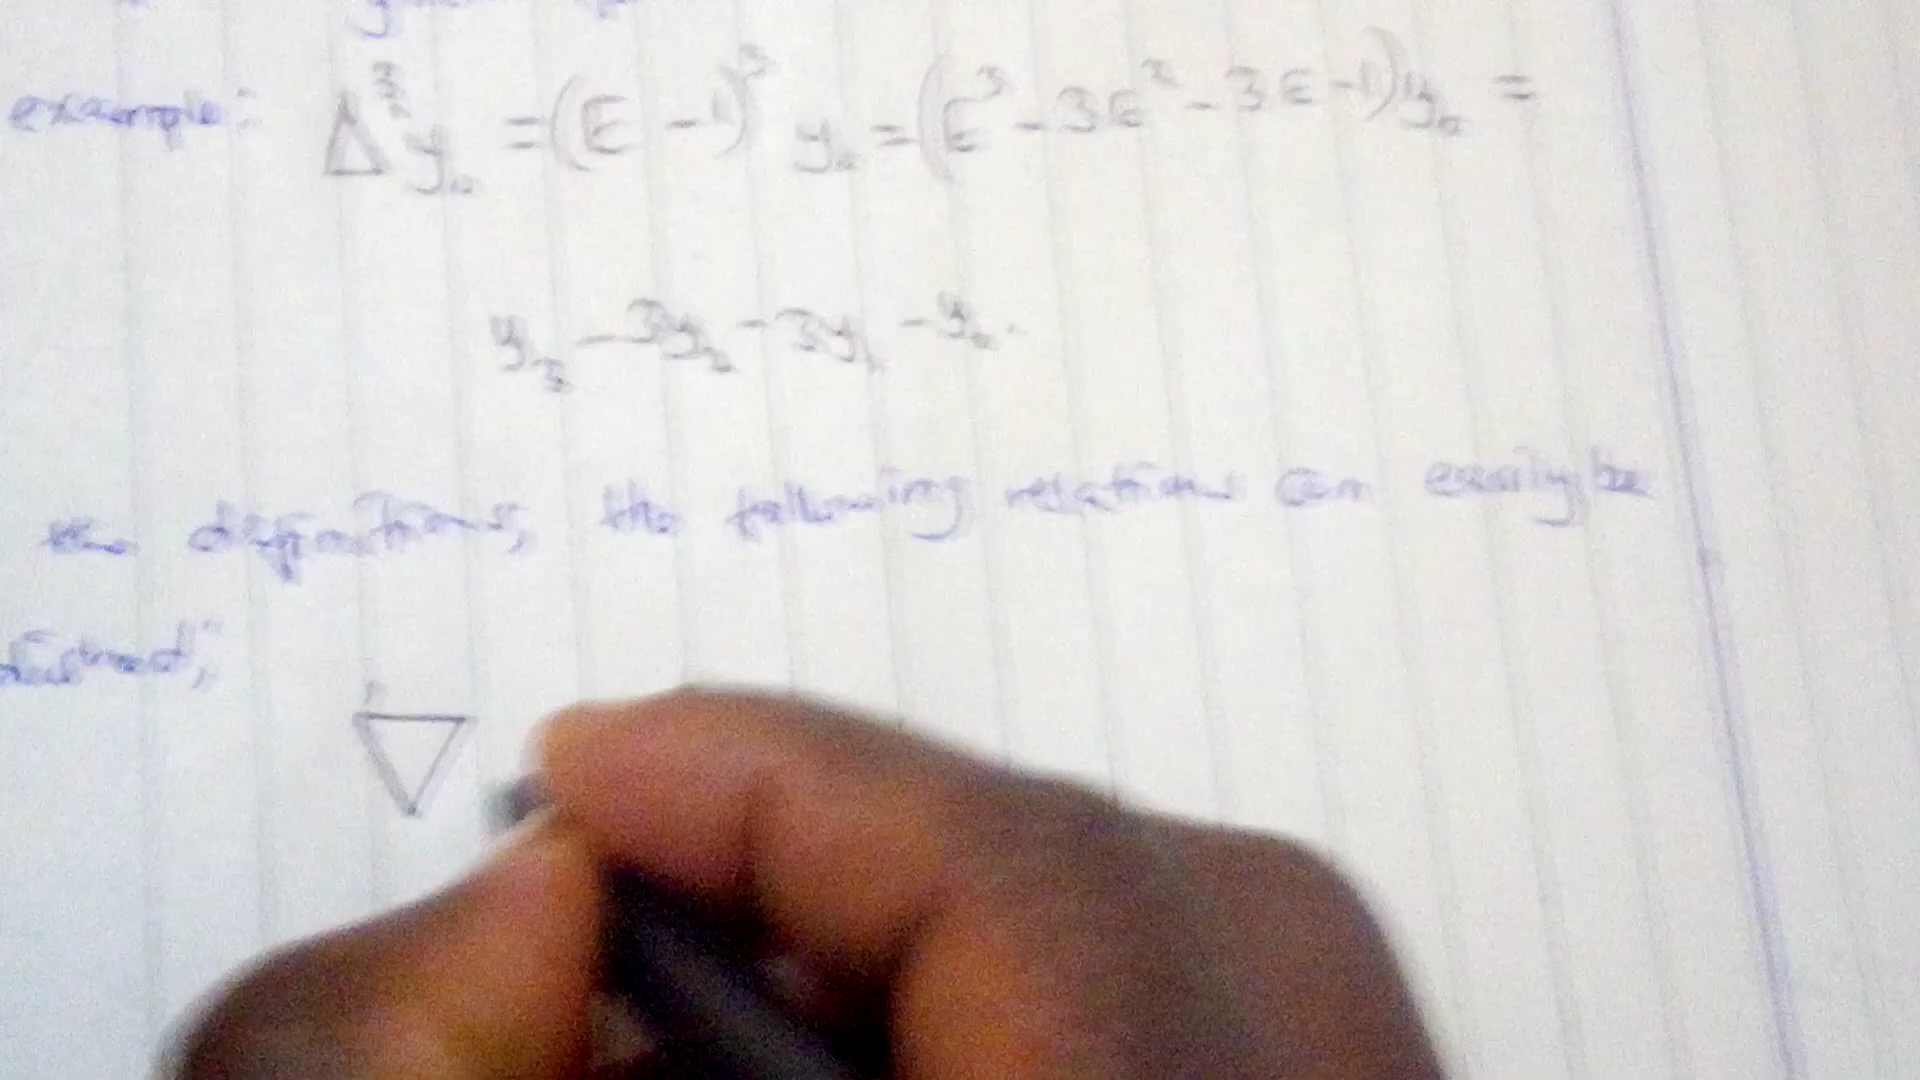 example: Δ³y₀ = (E - 1)³ y₀ = (E³ - 3E² - 3E - 1)y₀ =
y₃ - 3y₂ - 3y₁ - y₀.
the definitions, the following relations can easily be
∇